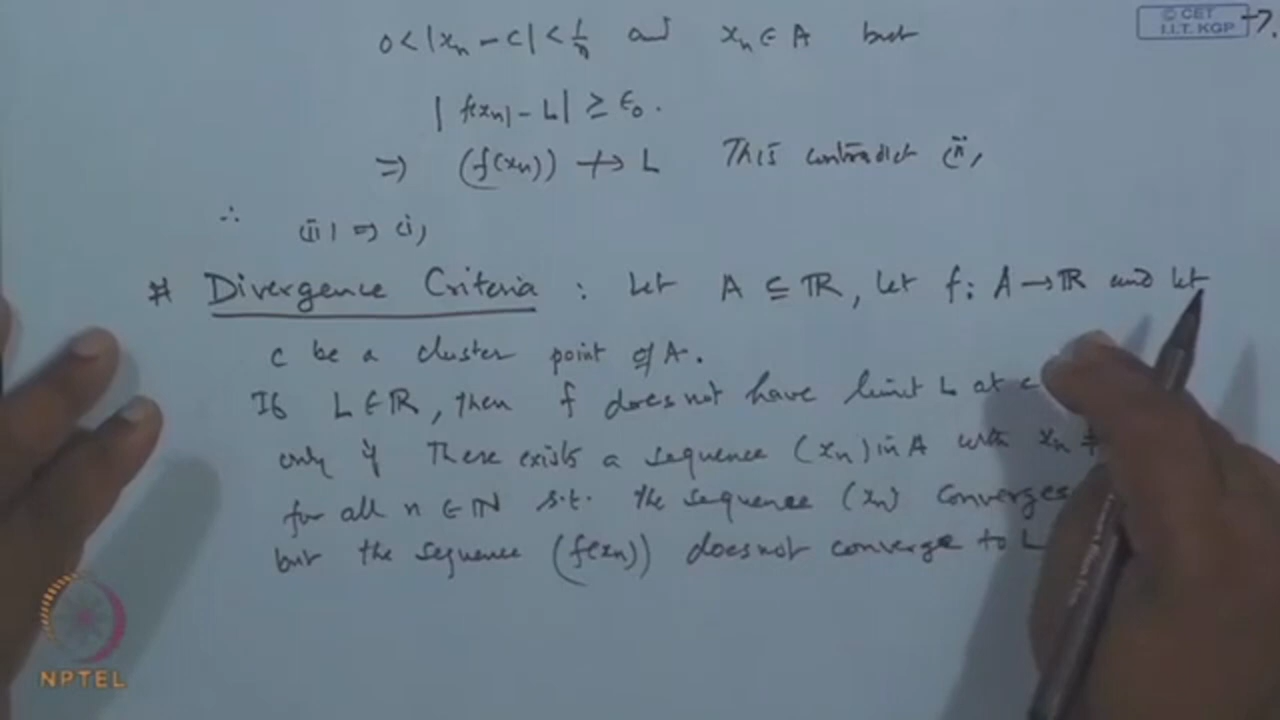 0 < |xₙ - c| < 1/n and xₙ ∈ A but
© CET
I.I.T. KGP
|f(xₙ) - L| ≥ ε₀.
⇒ (f(xₙ)) ↛ L This contradict (ii),
∴ (ii) ⇒ (i),
# Divergence Criteria : Let A ⊆ ℝ, let f: A → ℝ and let
c be a cluster point of A.
If L ∈ ℝ, then f does not have limit L at c
only if There exists a sequence (xₙ) in A with xₙ ≠
for all n ∈ ℕ s.t. the sequence (xₙ) converges
but the sequence (f(xₙ)) does not converge to L
NPTEL